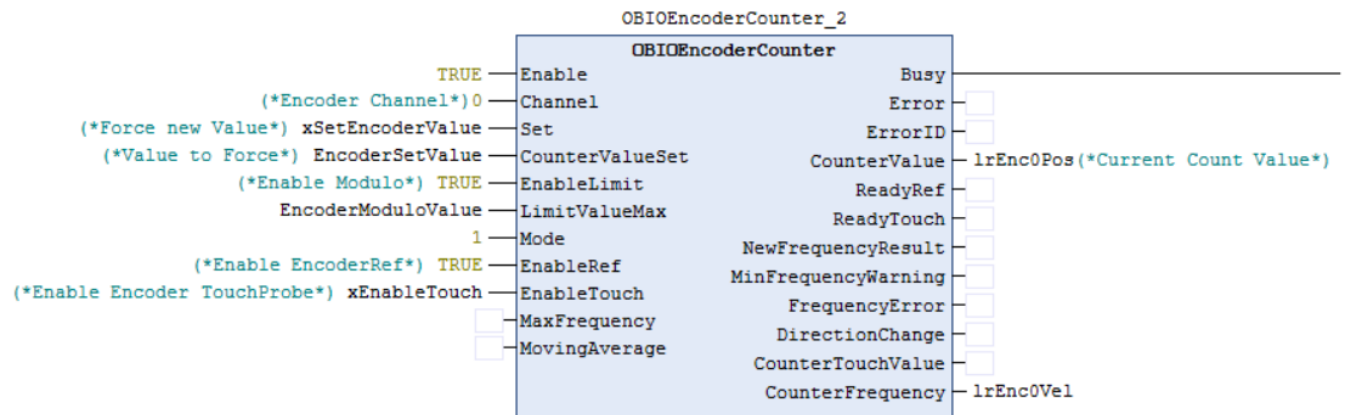 OBIOEncoderCounter_2
OBIOEncoderCounter
TRUE Enable Busy
(*Encoder Channel*)0 Channel Error
(*Force new Value*) xSetEncoderValue Set ErrorID
(*Value to Force*) EncoderSetValue CounterValueSet CounterValue lrEnc0Pos(*Current Count Value*)
(*Enable Modulo*) TRUE EnableLimit ReadyRef
EncoderModuloValue LimitValueMax ReadyTouch
1 Mode NewFrequencyResult
(*Enable EncoderRef*) TRUE EnableRef MinFrequencyWarning
(*Enable Encoder TouchProbe*) xEnableTouch EnableTouch FrequencyError
MaxFrequency DirectionChange
MovingAverage CounterTouchValue
CounterFrequency lrEnc0Vel